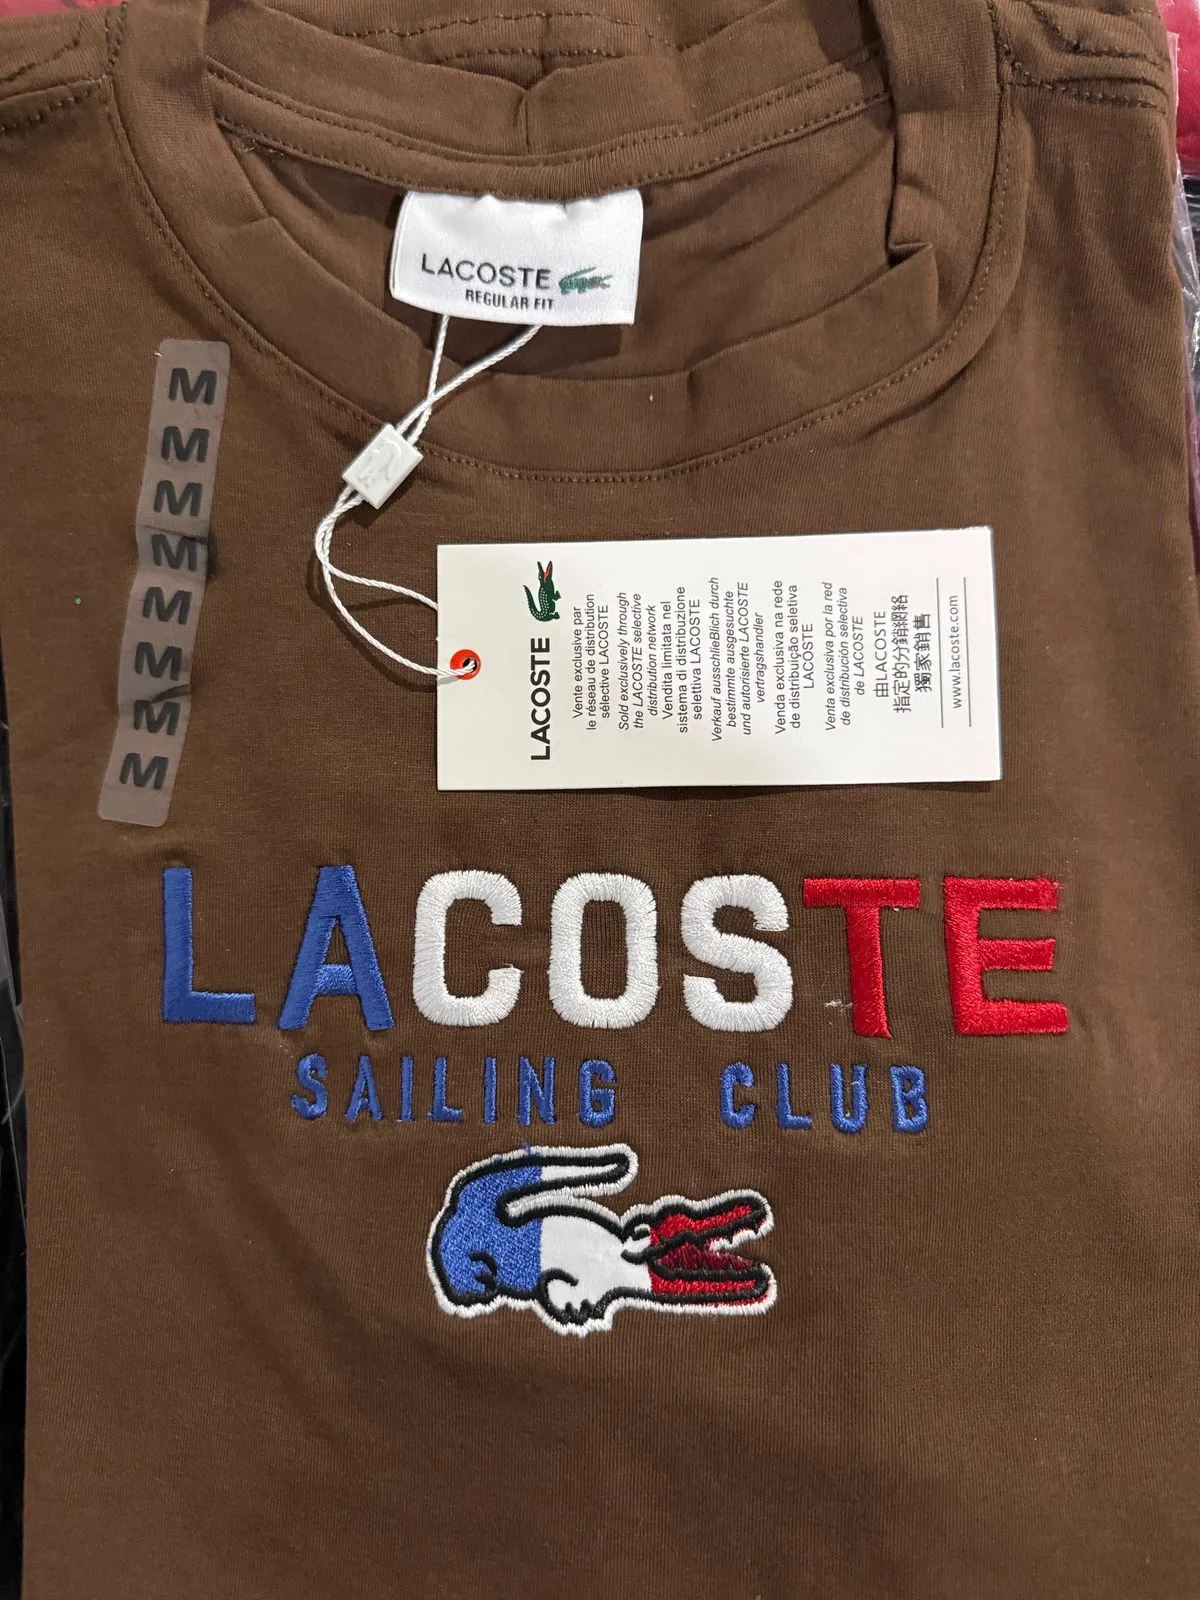 LACOSTE
REGULAR FIT
M
M
M
M
M
M
M
M
LACOSTE
Vente exclusive par
le réseau de distribution
sélective LACOSTE
Sold exclusively through
the LACOSTE selective
distribution network
Vendita limitata nel
sistema di distribuzione
selettiva LACOSTE
Verkauf ausschließlich durch
bestimmte ausgesuchte
und autorisierte LACOSTE
vertragshandler
Venda exclusiva na rede
de distribuição seletiva
LACOSTE
Venta exclusiva por la red
de distribución selectiva
de LACOSTE
由LACOSTE
指定的分銷網絡
獨家銷售
www.lacoste.com
LACOSTE
SAILING CLUB